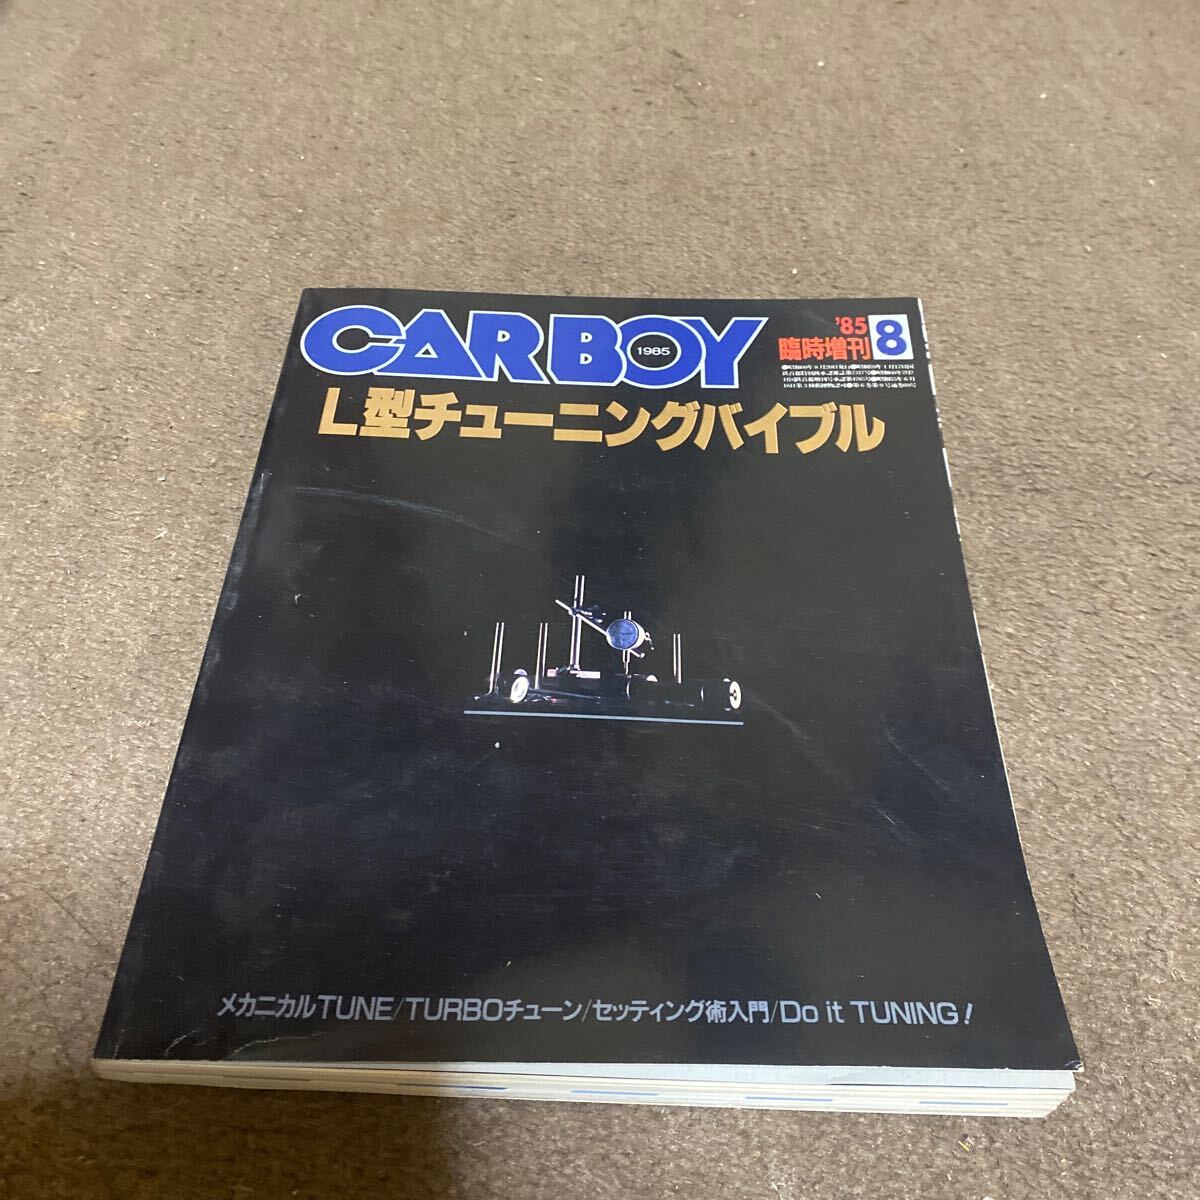 CARBOY
1985
'85
臨時増刊 8
L型チューニングバイブル
メカニカルTUNE/TURBOチューン/セッティング術入門/Do it TUNING!